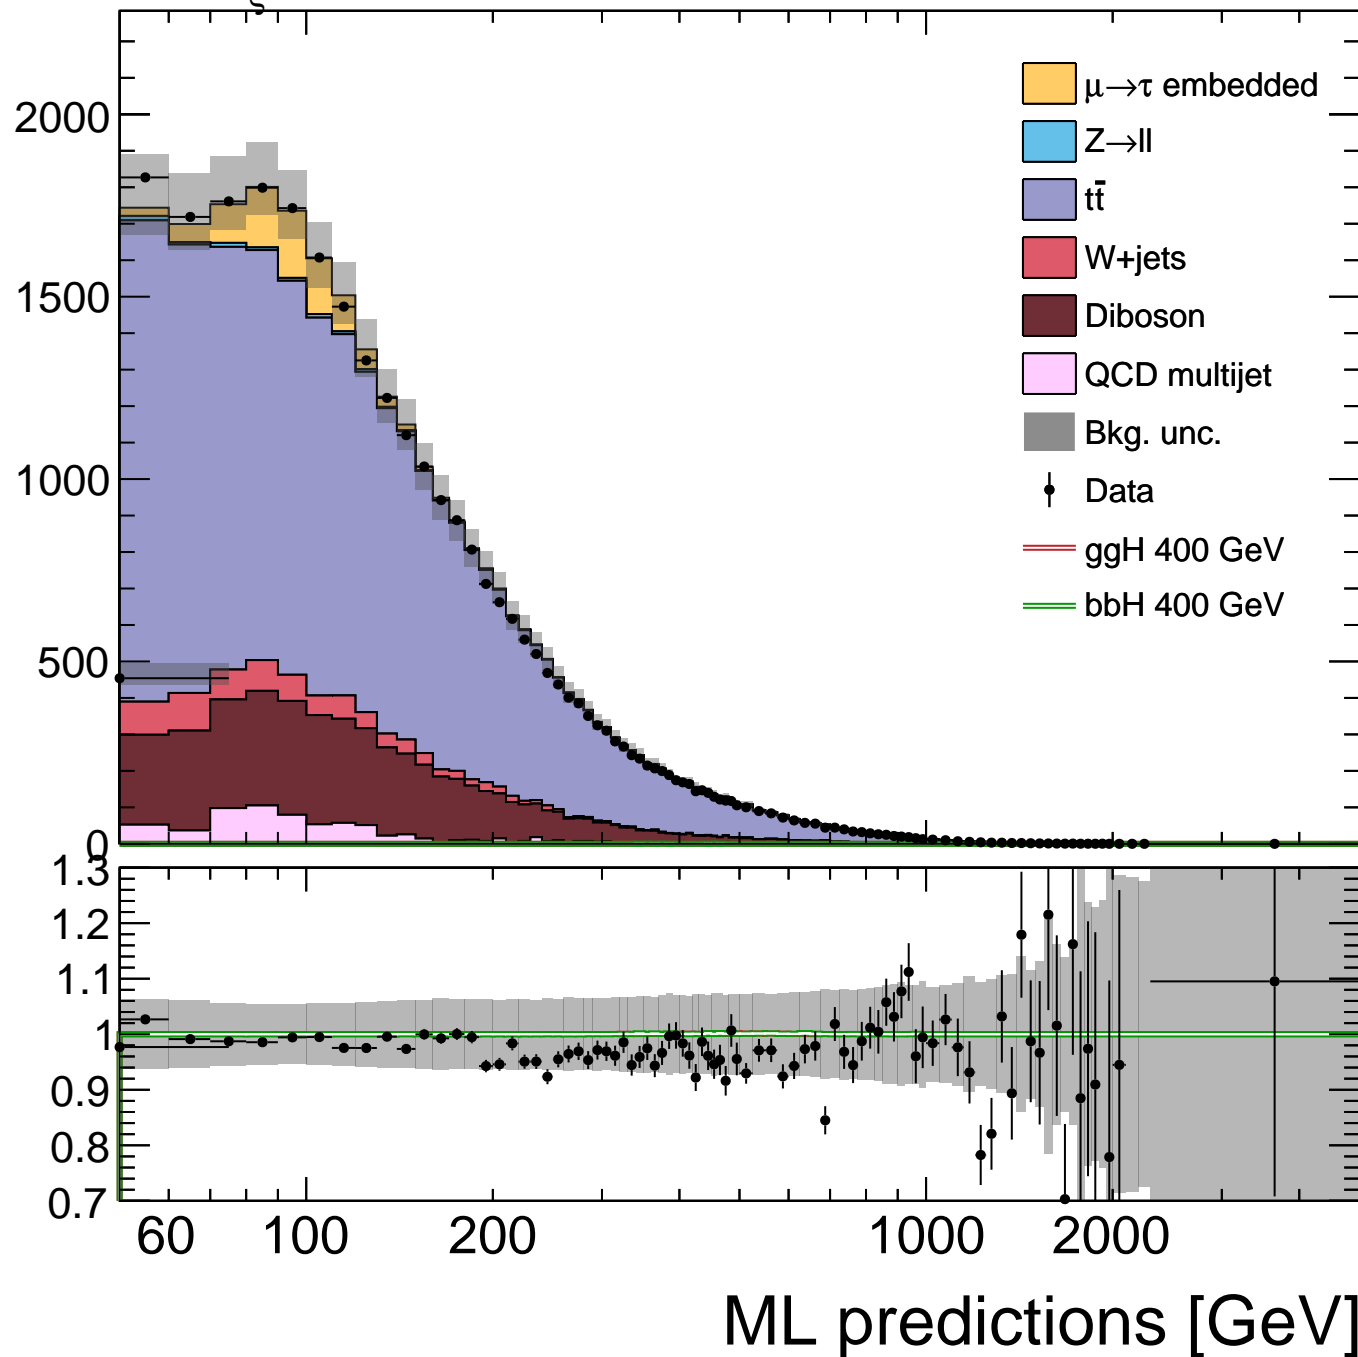 ξ
2000
1500
1000
500
0
μ→τ embedded
Z→ll
tt̄
W+jets
Diboson
QCD multijet
Bkg. unc.
Data
ggH 400 GeV
bbH 400 GeV
1.3
1.2
1.1
1
0.9
0.8
0.7
60 100 200 1000 2000
ML predictions [GeV]